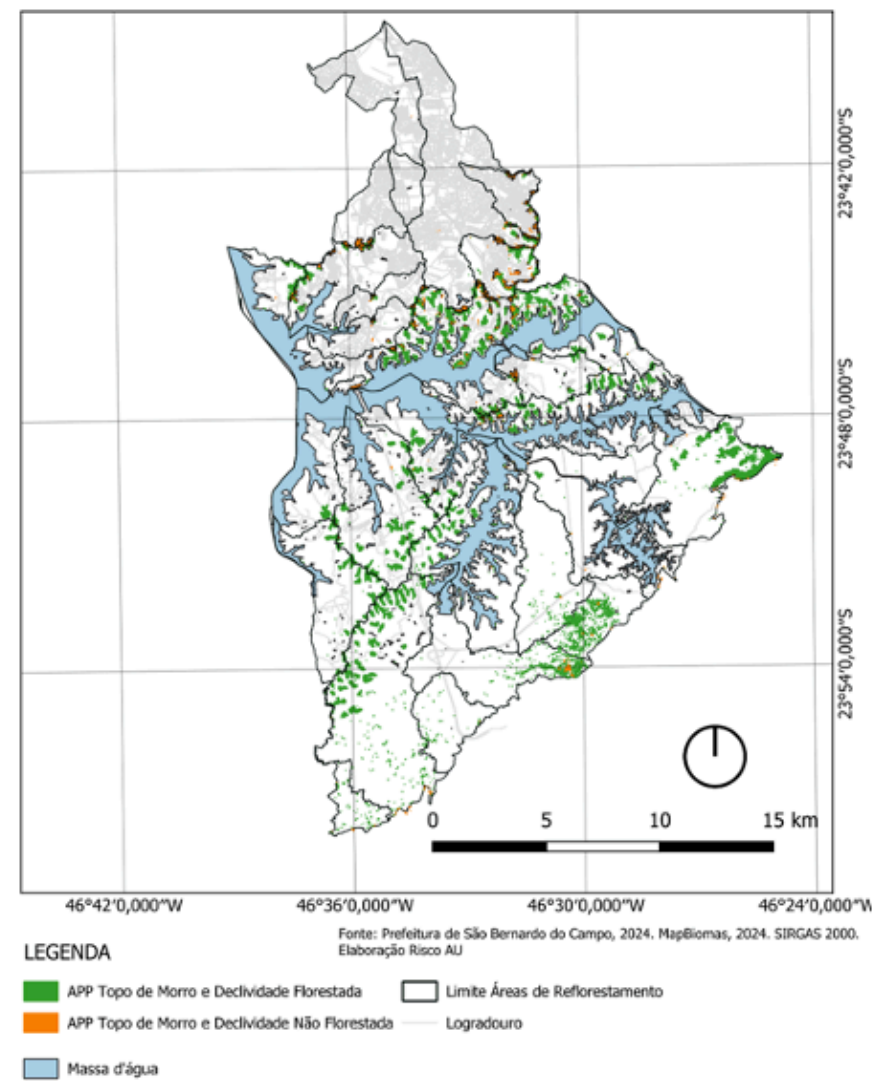 23°42'0,000"S
23°48'0,000"S
23°54'0,000"S
0 5 10 15 km
46°42'0,000"W 46°36'0,000"W 46°30'0,000"W 46°24'0,000"W
Fonte: Prefeitura de São Bernardo do Campo, 2024. MapBiomas, 2024. SIRGAS 2000.
Elaboração Risco AU
LEGENDA
APP Topo de Morro e Declividade Florestada
Limite Áreas de Reflorestamento
APP Topo de Morro e Declividade Não Florestada
Logradouro
Massa d'água